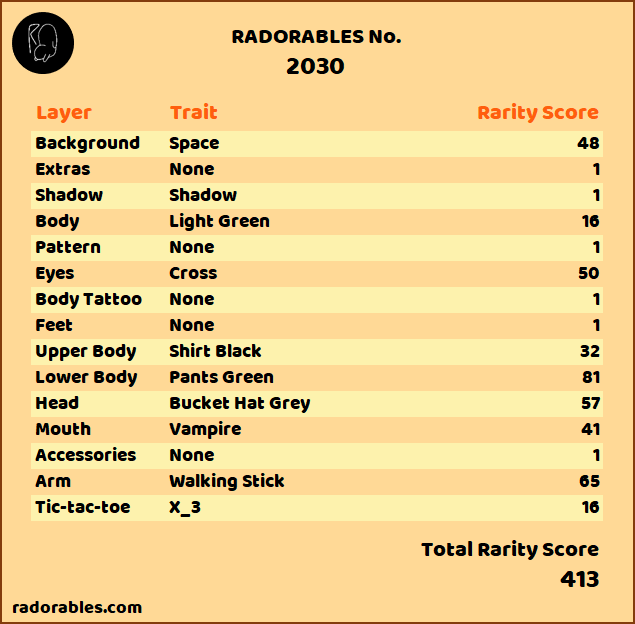 RADORABLES No.
2030
Layer Trait Rarity Score
Background Space 48
Extras None 1
Shadow Shadow 1
Body Light Green 16
Pattern None 1
Eyes Cross 50
Body Tattoo None 1
Feet None 1
Upper Body Shirt Black 32
Lower Body Pants Green 81
Head Bucket Hat Grey 57
Mouth Vampire 41
Accessories None 1
Arm Walking Stick 65
Tic-tac-toe X_3 16
Total Rarity Score
413
radorables.com